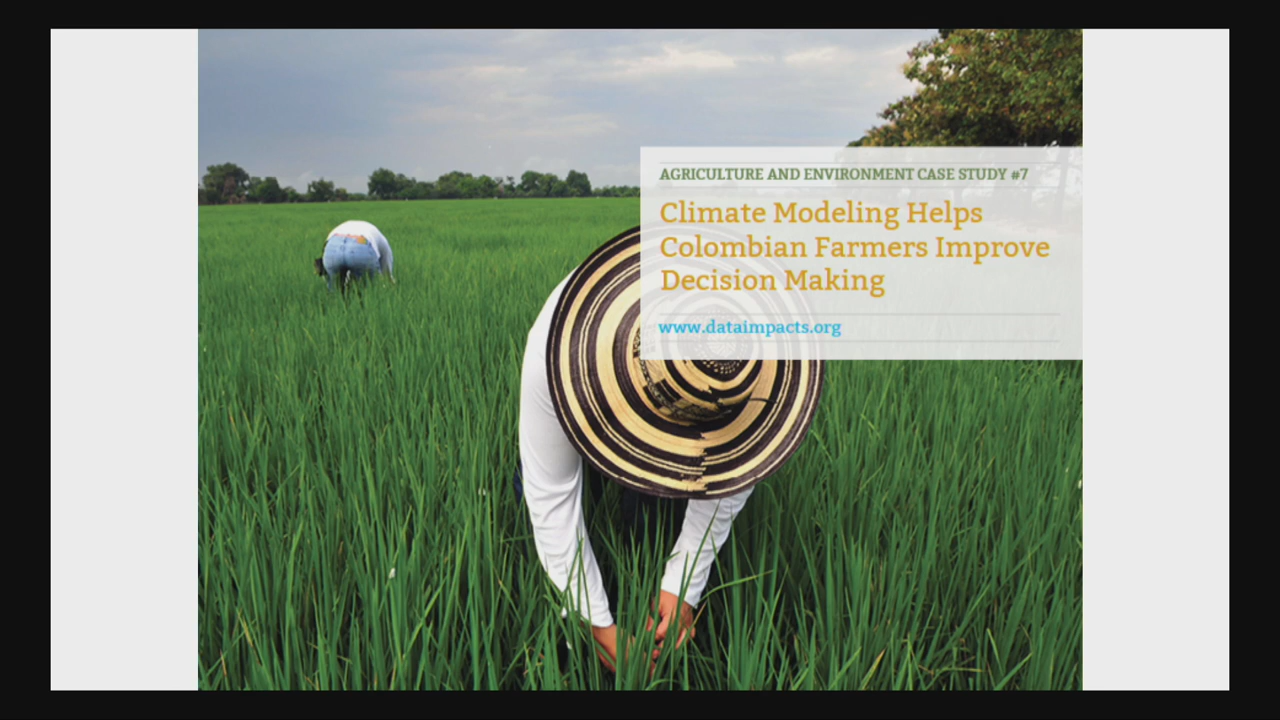 AGRICULTURE AND ENVIRONMENT CASE STUDY #7
Climate Modeling Helps
Colombian Farmers Improve
Decision Making
www.dataimpacts.org